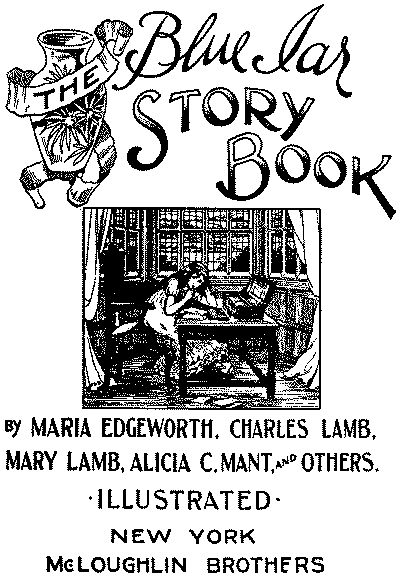 THE Blue Jar
STORY
BOOK
BY MARIA EDGEWORTH, CHARLES LAMB,
MARY LAMB, ALICIA C. MANT, AND OTHERS.
·ILLUSTRATED·
NEW YORK
McLOUGHLIN BROTHERS